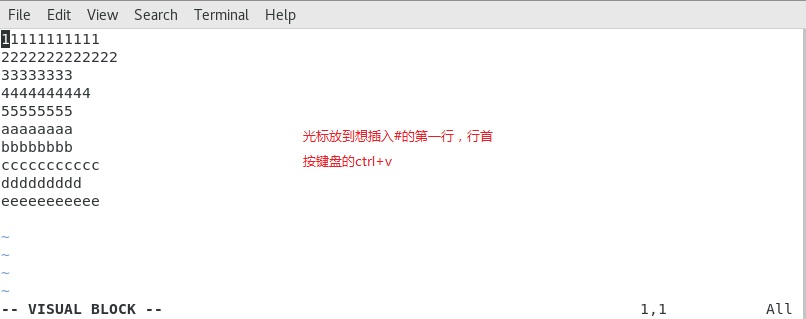 File Edit View Search Terminal Help
11111111111
2222222222222
33333333
4444444444
55555555
aaaaaaaa
bbbbbbbb
ccccccccccc
ddddddddd
eeeeeeeeeee
光标放到想插入#的第一行，行首
按键盘的ctrl+v
~
~
~
~
-- VISUAL BLOCK -- 1,1 All